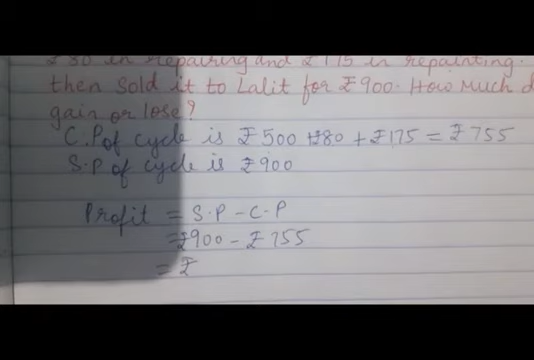 ₹80 in repairing and ₹175 in repainting.
then sold it to Lalit for ₹900. How much d
gain or lose?
C.P of cycle is ₹500 + ₹80 + ₹175 = ₹755
S.P of cycle is ₹900
Profit = S.P - C.P
= ₹900 - ₹755
= ₹